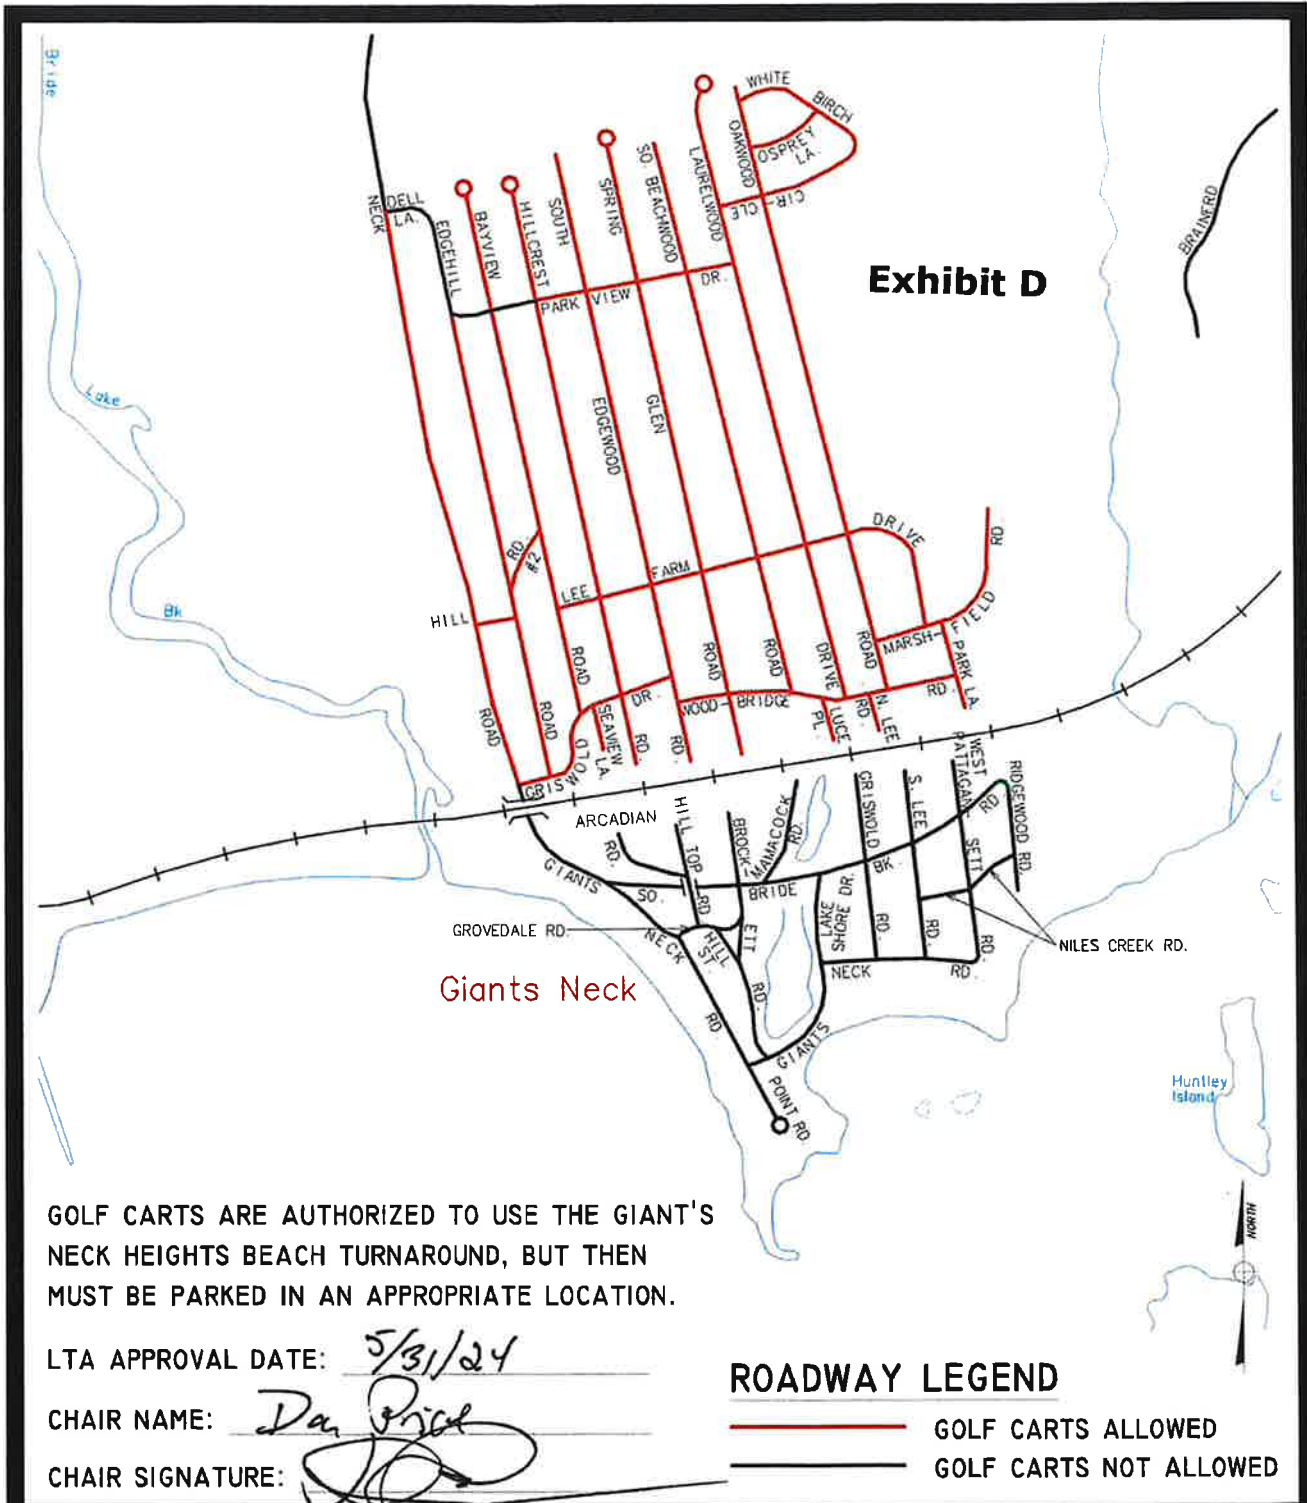 Bride
WHITE
BIRCH
OAKWOOD
OSPREY
LA.
CIR-
CLE
LAURELWOOD
SO. BEACHWOOD
SPRING
SOUTH
HILLCREST
BAYVIEW
EDGEHILL
DELL
LA.
NECK
BRAINERD
Exhibit D
PARK VIEW DR.
Lake
EDGEWOOD
GLEN
DRIVE
RD
RD.
#2
FARM
LEE
Bk
HILL
FIELD
MARSH-
PARK LA.
ROAD
ROAD
ROAD
ROAD
ROAD
DRIVE
ROAD
DR.
WOOD-BRIDGE
RD.
SEAVIEW
LA.
RD.
RD.
LUCE
PL.
N. LEE
RD.
OLD
GRISWOLD
WEST
PATTAGAN-
SETT
RD.
RIDGEWOOD RD.
ARCADIAN
RD.
HILL TOP
RD
BROCK-
ETT
RD.
MAMACOCK
RD.
GRISWOLD
RD.
S. LEE
RD.
RD.
GIANTS
NECK
RD.
SO.
BRIDE
BK.
LAKE
SHORE DR.
GROVEDALE RD.
HILL
ST.
NILES CREEK RD.
NECK
RD.
GIANTS
Giants Neck
POINT RD.
Huntley
Island
NORTH
GOLF CARTS ARE AUTHORIZED TO USE THE GIANT'S
NECK HEIGHTS BEACH TURNAROUND, BUT THEN
MUST BE PARKED IN AN APPROPRIATE LOCATION.
LTA APPROVAL DATE: 5/31/24
CHAIR NAME: Dan Price
CHAIR SIGNATURE:
ROADWAY LEGEND
GOLF CARTS ALLOWED
GOLF CARTS NOT ALLOWED